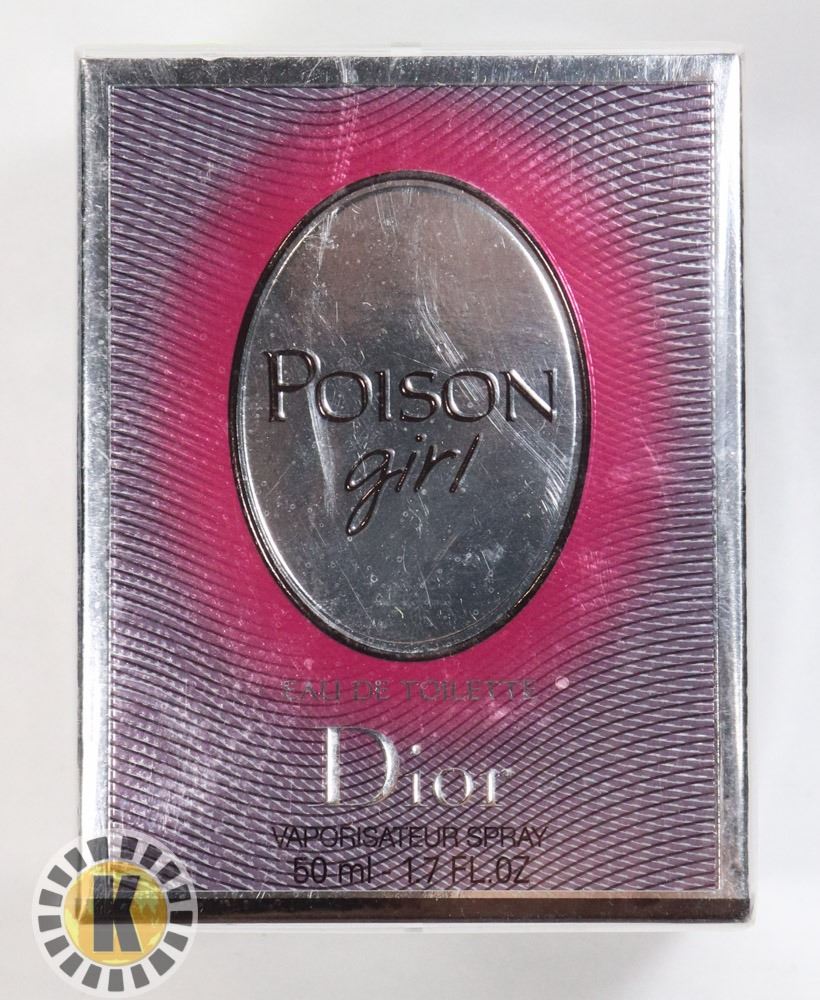 POISON
girl
EAU DE TOILETTE
Dior
VAPORISATEUR SPRAY
50 ml - 1.7 FL.OZ
K